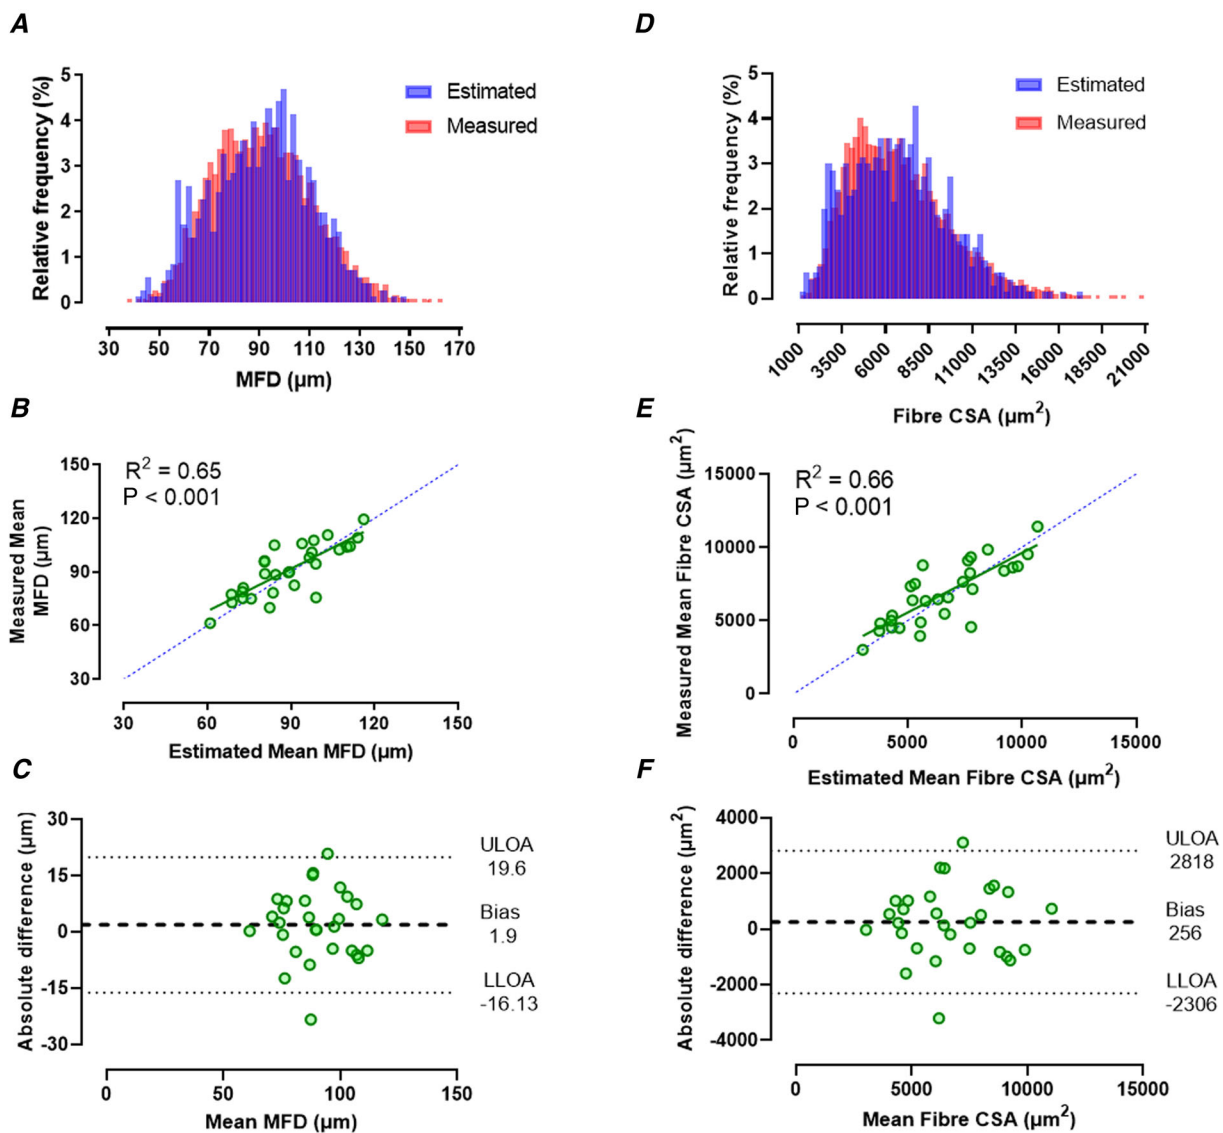 A
Relative frequency (%)
5
4
3
2
1
0
Estimated
Measured
30 50 70 90 110 130 150 170
MFD (µm)
D
Relative frequency (%)
5
4
3
2
1
0
Estimated
Measured
1000 3500 6000 8500 11000 13500 16000 18500 21000
Fibre CSA (µm²)
B
Measured Mean
MFD (µm)
150
120
90
60
30
R² = 0.65
P < 0.001
30 60 90 120 150
Estimated Mean MFD (µm)
E
Measured Mean Fibre CSA (µm²)
15000
10000
5000
0
R² = 0.66
P < 0.001
0 5000 10000 15000
Estimated Mean Fibre CSA (µm²)
C
Absolute difference (µm)
30
15
0
-15
-30
ULOA
19.6
Bias
1.9
LLOA
-16.13
0 50 100 150
Mean MFD (µm)
F
Absolute difference (µm²)
4000
2000
0
-2000
-4000
ULOA
2818
Bias
256
LLOA
-2306
0 5000 10000 15000
Mean Fibre CSA (µm²)